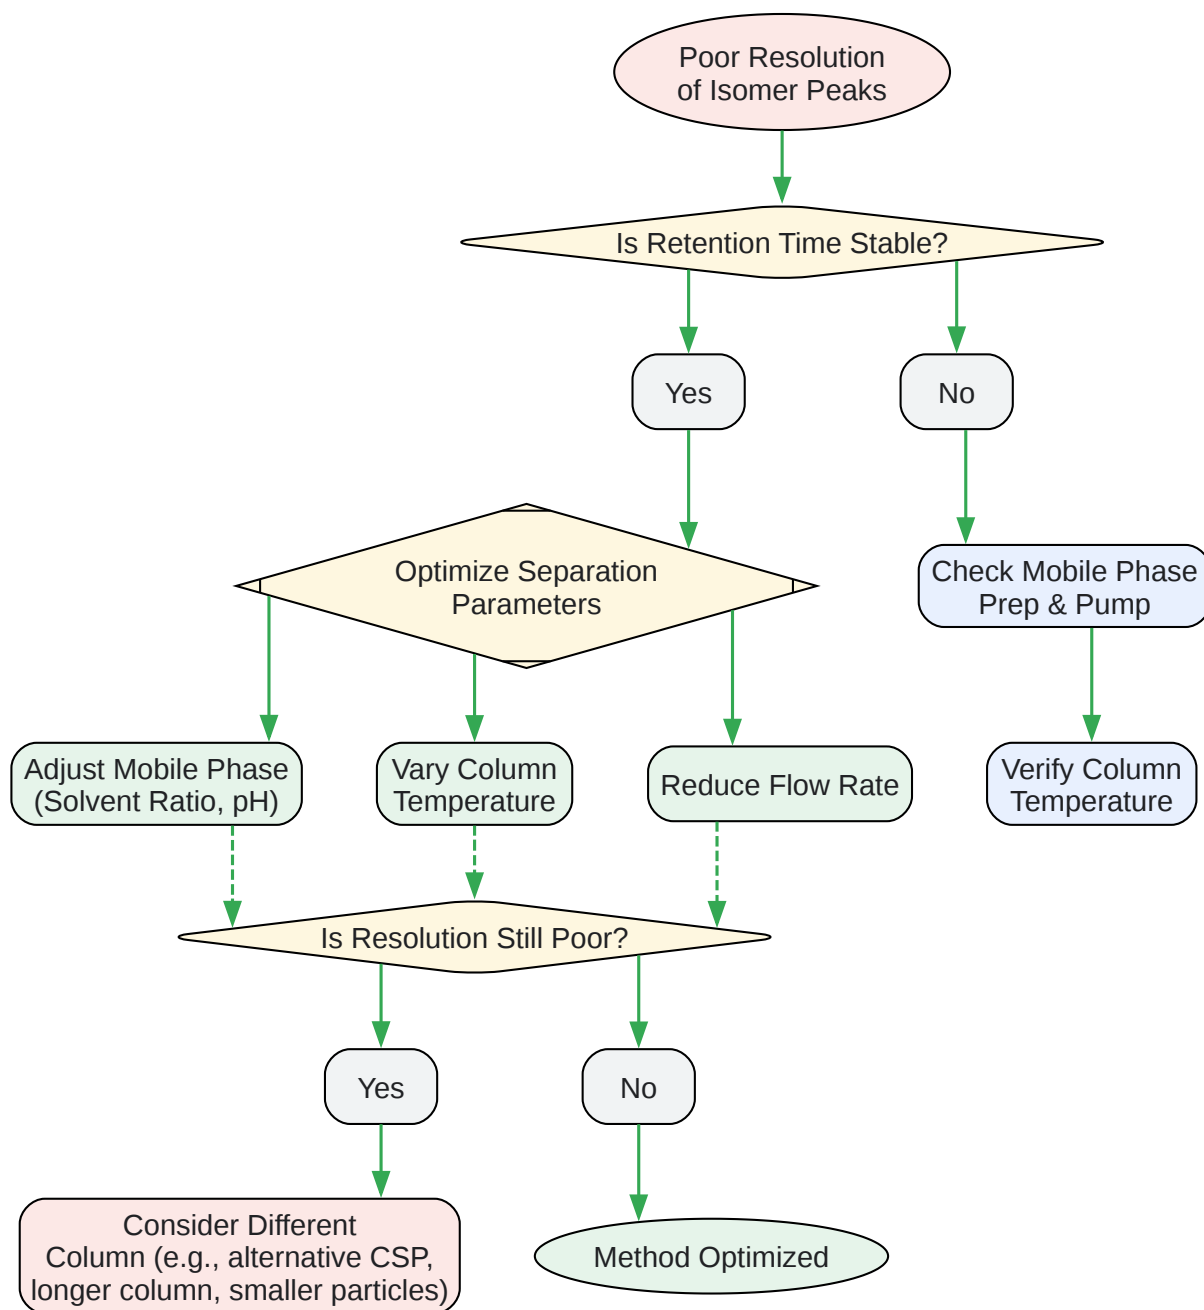 Poor Resolution
of Isomer Peaks
Is Retention Time Stable?
Yes
No
Optimize Separation
Parameters
Check Mobile Phase
Prep & Pump
Adjust Mobile Phase
(Solvent Ratio, pH)
Vary Column
Temperature
Reduce Flow Rate
Verify Column
Temperature
Is Resolution Still Poor?
Yes
No
Consider Different
Column (e.g., alternative CSP,
longer column, smaller particles)
Method Optimized